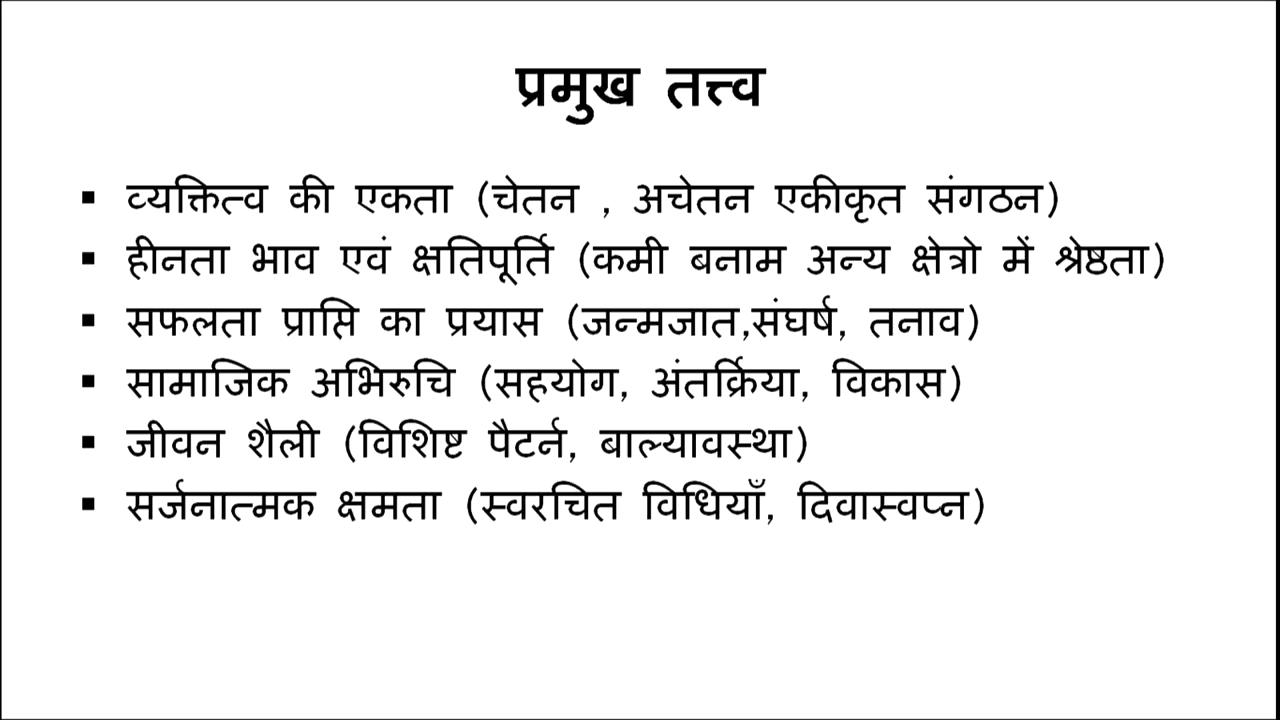 प्रमुख तत्त्व
▪ व्यक्तित्व की एकता (चेतन , अचेतन एकीकृत संगठन)
▪ हीनता भाव एवं क्षतिपूर्ति (कमी बनाम अन्य क्षेत्रो में श्रेष्ठता)
▪ सफलता प्राप्ति का प्रयास (जन्मजात,संघर्ष, तनाव)
▪ सामाजिक अभिरुचि (सहयोग, अंतर्क्रिया, विकास)
▪ जीवन शैली (विशिष्ट पैटर्न, बाल्यावस्था)
▪ सर्जनात्मक क्षमता (स्वरचित विधियाँ, दिवास्वप्न)